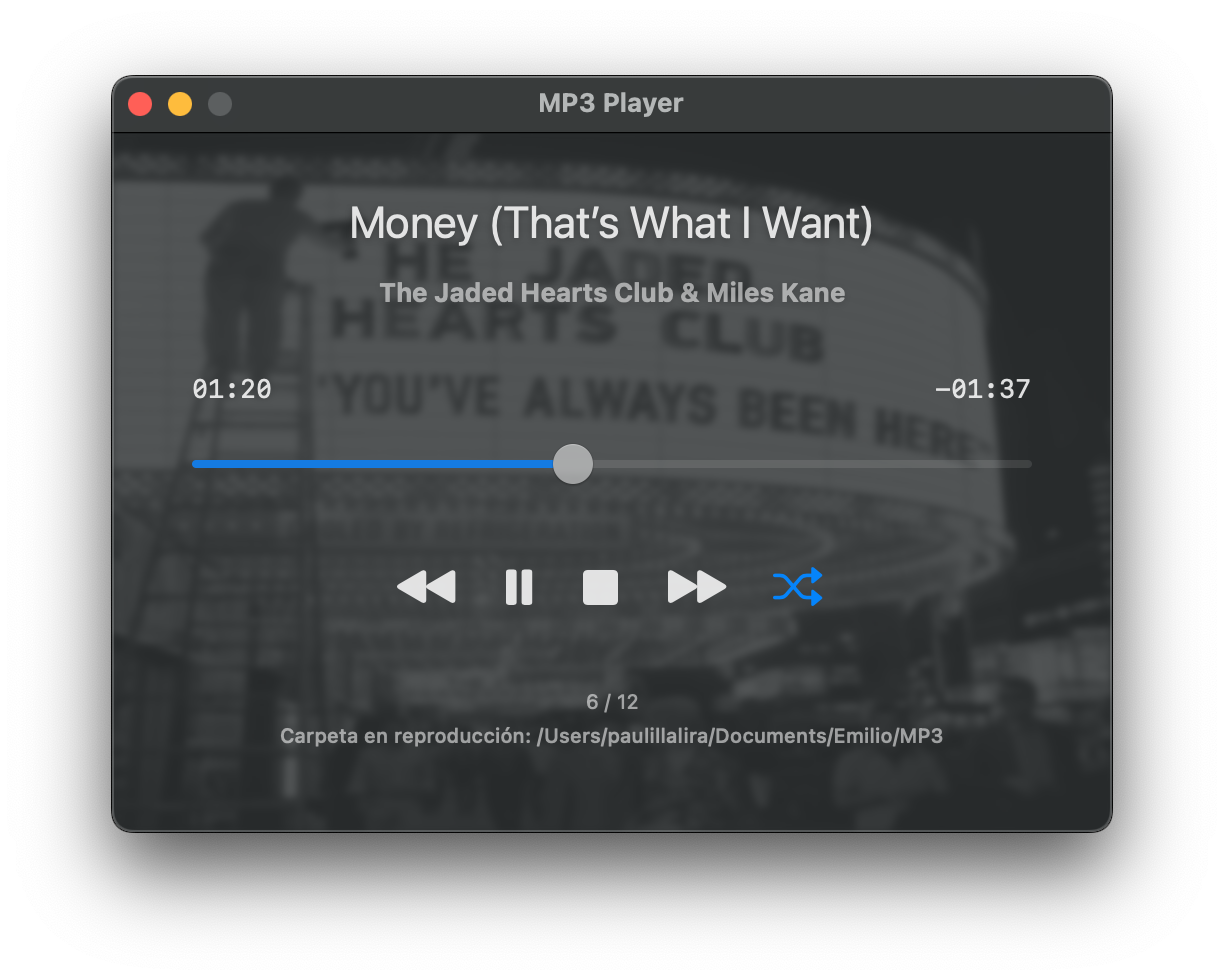 MP3 Player
Money (That’s What I Want)
HE JADED
The Jaded Hearts Club & Miles Kane
HEARTS CLUB
01:20
−01:37
'YOU'VE ALWAYS BEEN HERE'
6 / 12
Carpeta en reproducción: /Users/paulillalira/Documents/Emilio/MP3